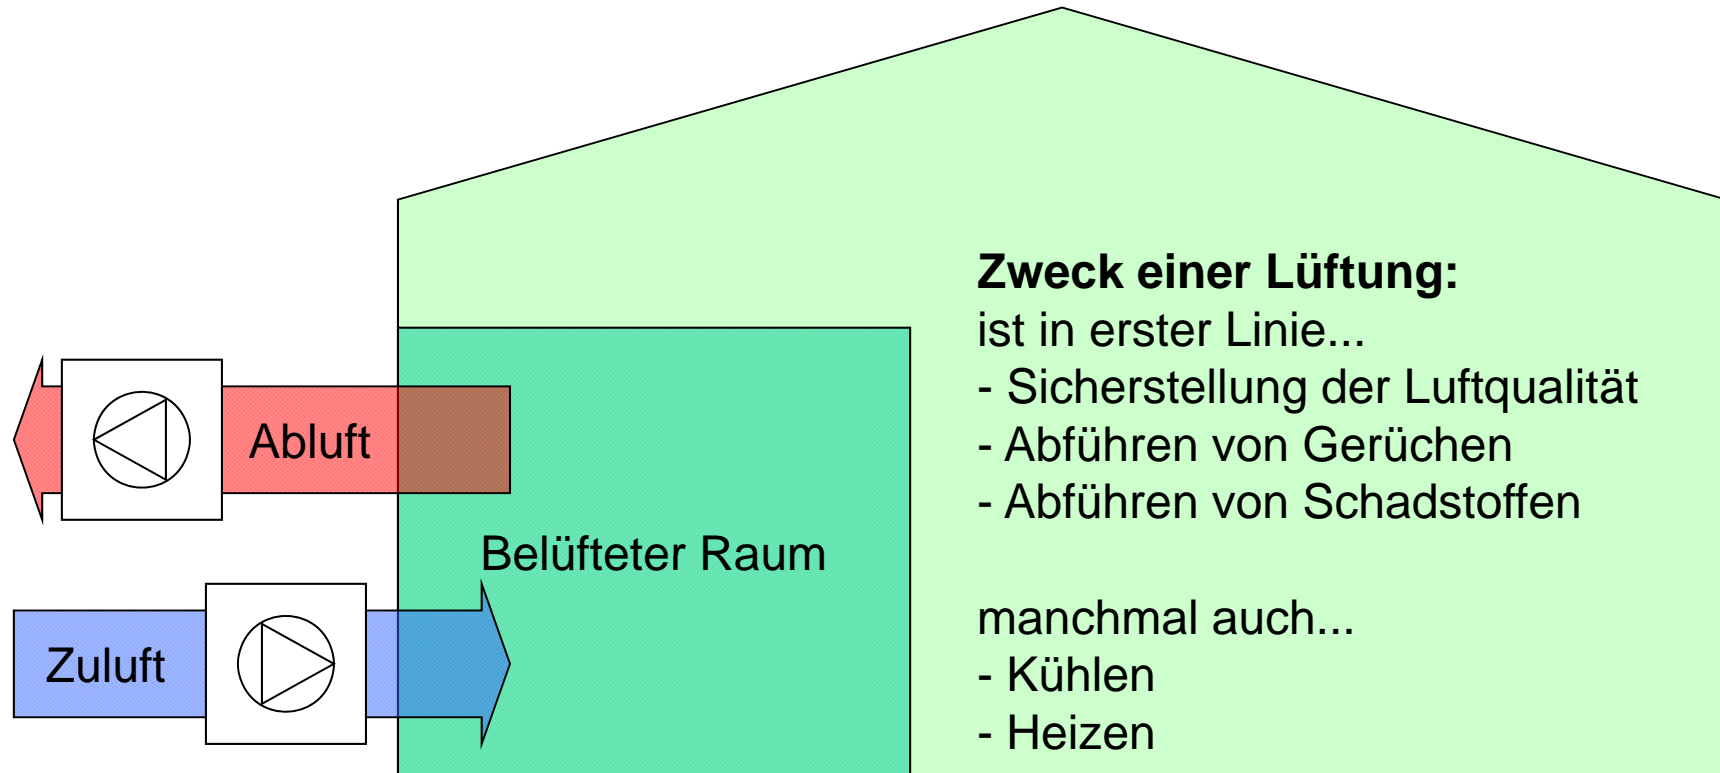 Zweck einer Lüftung:
ist in erster Linie...
- Sicherstellung der Luftqualität
- Abführen von Gerüchen
- Abführen von Schadstoffen
manchmal auch...
- Kühlen
- Heizen
Abluft
Belüfteter Raum
Zuluft